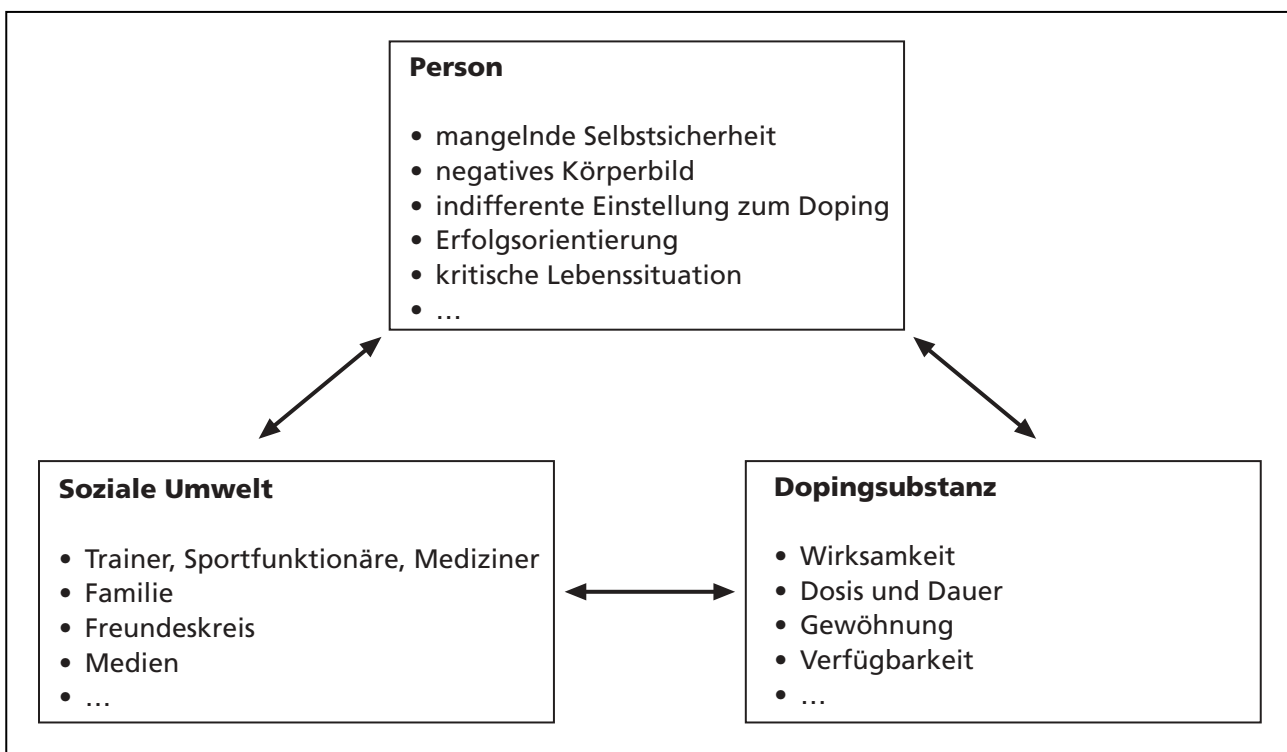 Person
• mangelnde Selbstsicherheit
• negatives Körperbild
• indifferente Einstellung zum Doping
• Erfolgsorientierung
• kritische Lebenssituation
• …
Soziale Umwelt
• Trainer, Sportfunktionäre, Mediziner
• Familie
• Freundeskreis
• Medien
• …
Dopingsubstanz
• Wirksamkeit
• Dosis und Dauer
• Gewöhnung
• Verfügbarkeit
• …